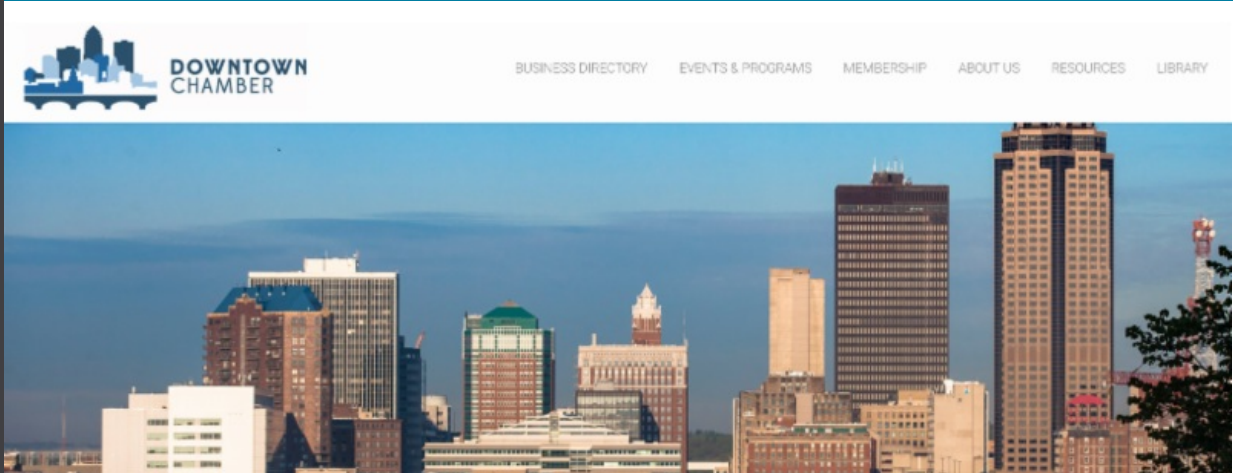 DOWNTOWN
CHAMBER
BUSINESS DIRECTORY EVENTS & PROGRAMS MEMBERSHIP ABOUT US RESOURCES LIBRARY